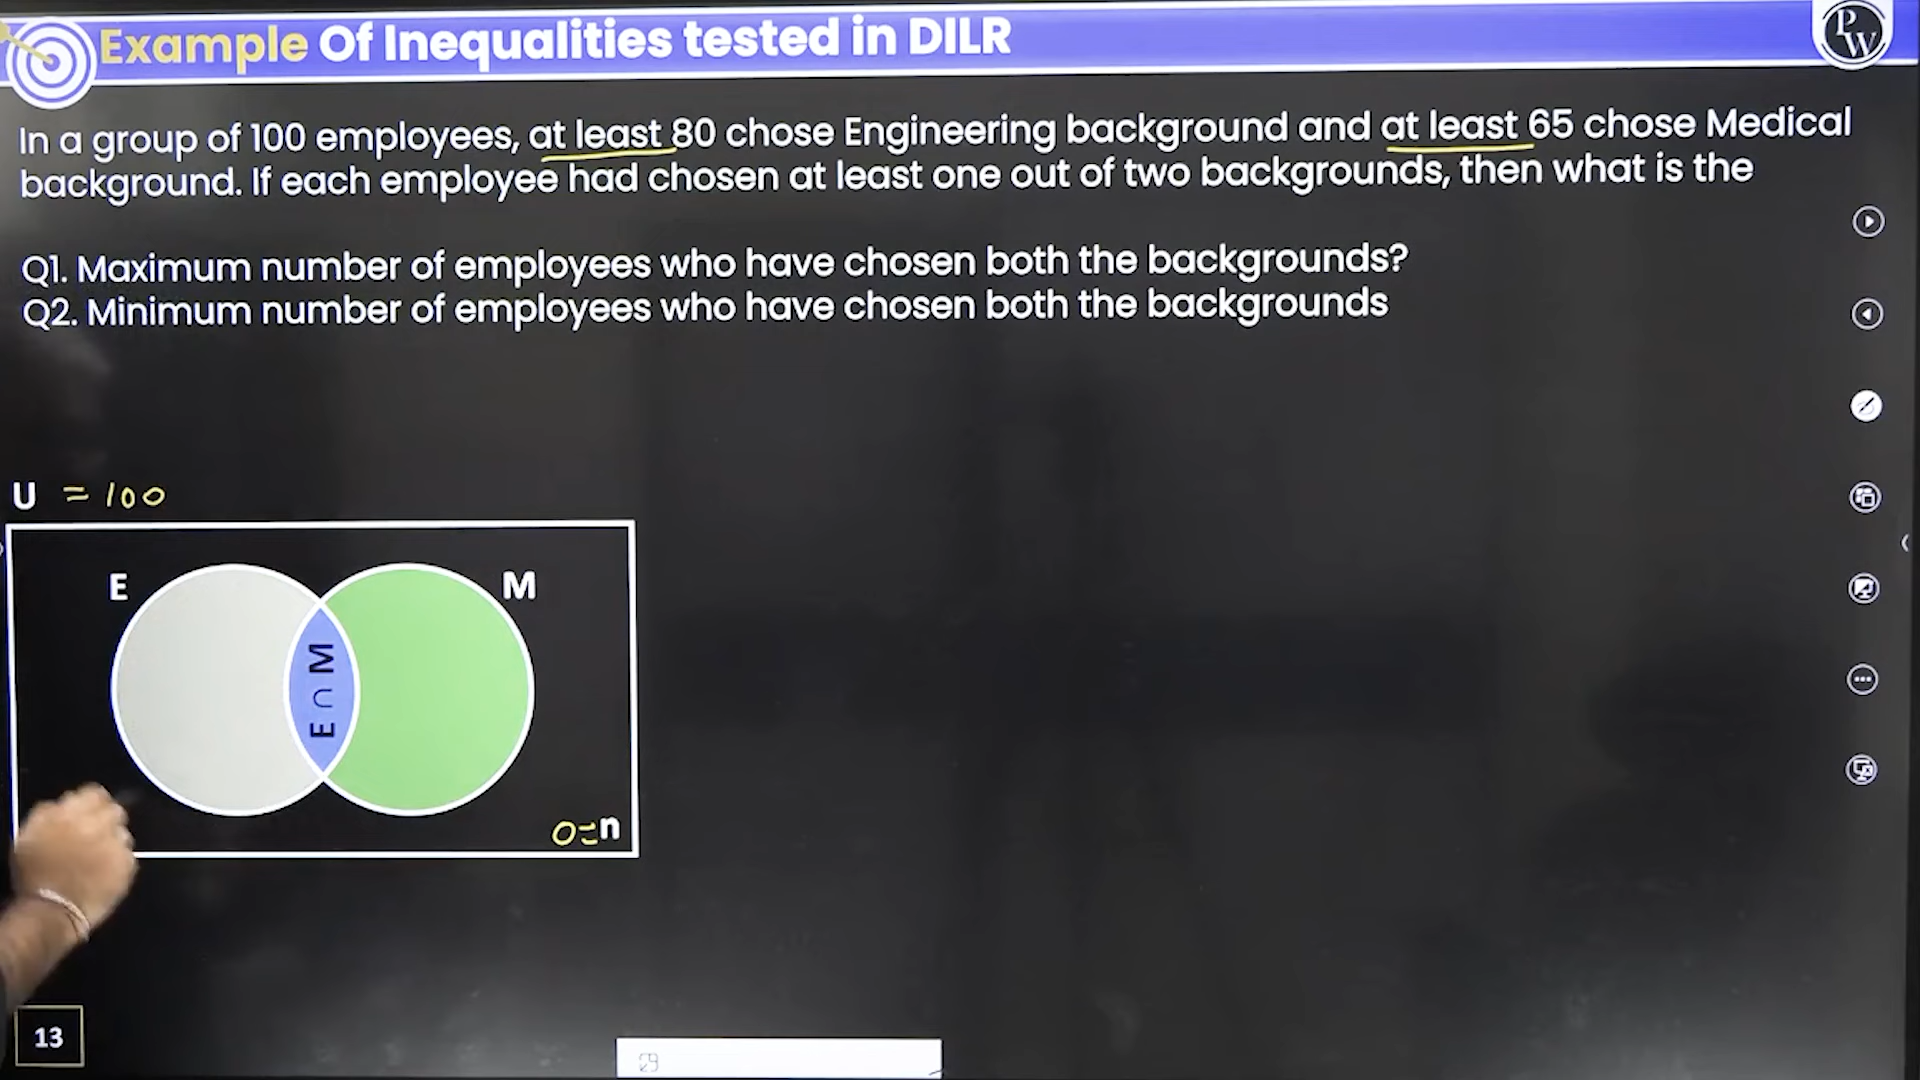 Example Of Inequalities tested in DILR
PW
In a group of 100 employees, at least 80 chose Engineering background and at least 65 chose Medical
background. If each employee had chosen at least one out of two backgrounds, then what is the
Q1. Maximum number of employees who have chosen both the backgrounds?
Q2. Minimum number of employees who have chosen both the backgrounds
U = 100
E
M
E ∩ M
0=n
13